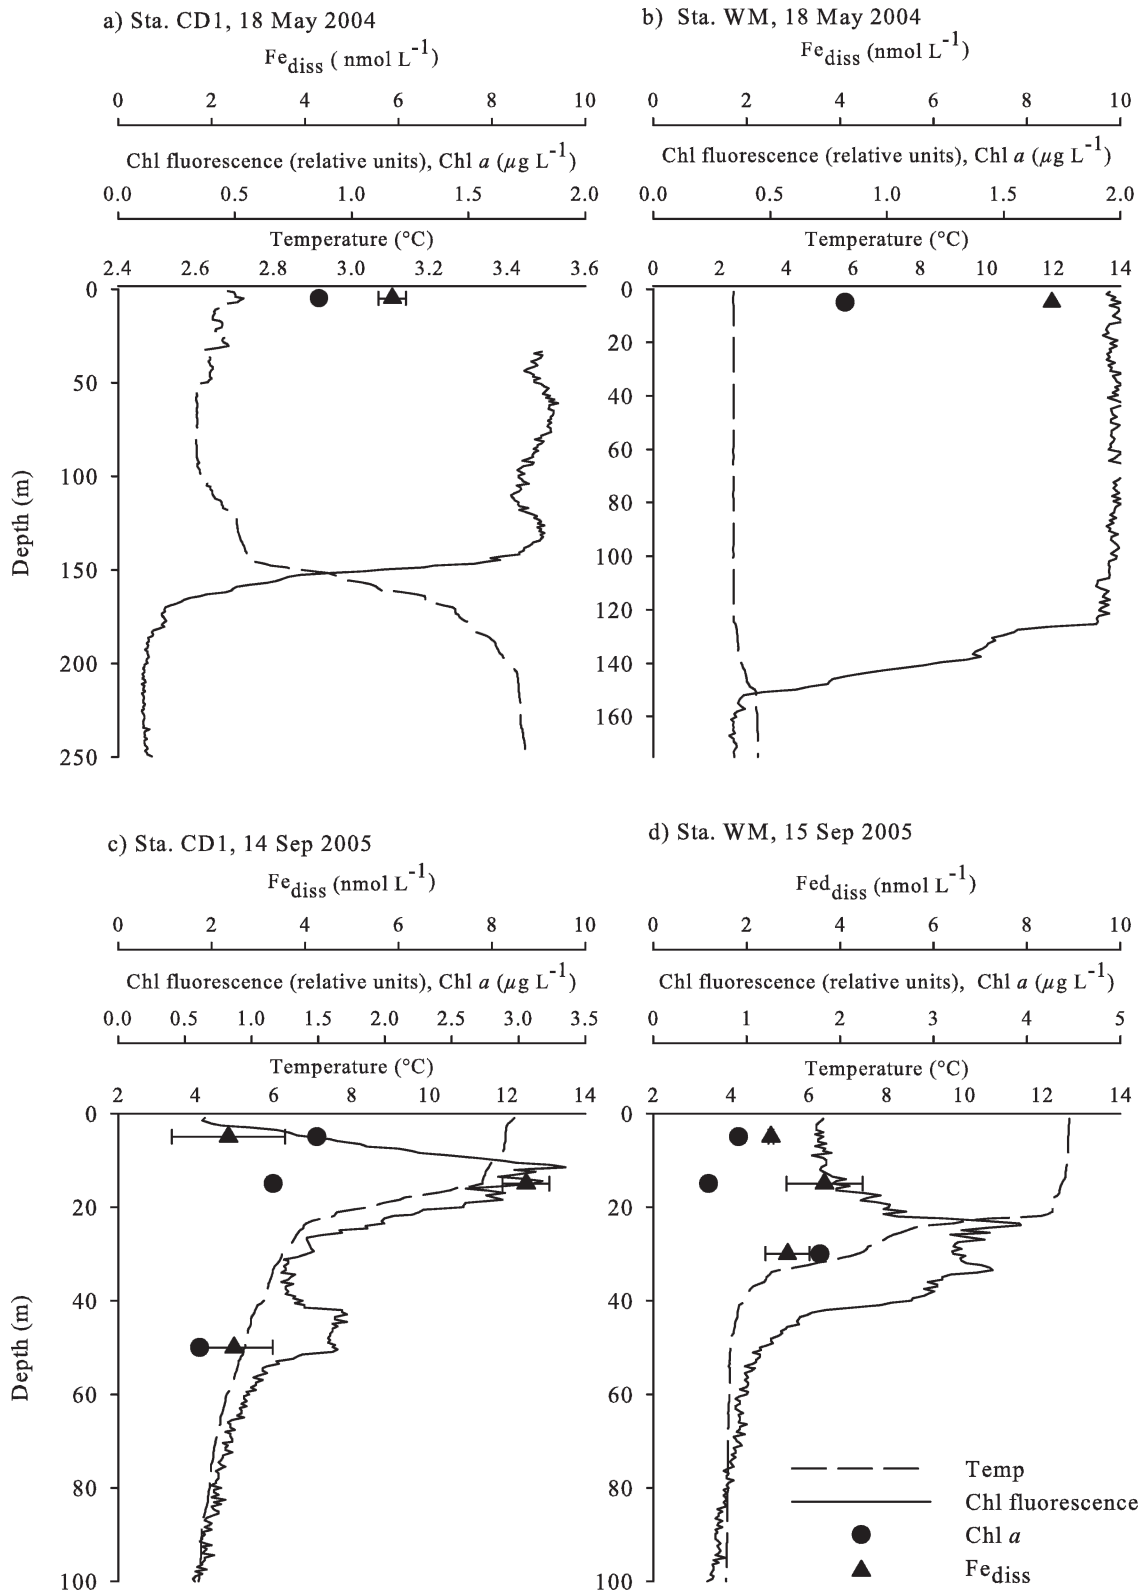 a) Sta. CD1, 18 May 2004
Fe diss ( nmol L-1)
0 2 4 6 8 10
Chl fluorescence (relative units), Chl a (µg L-1)
0.0 0.5 1.0 1.5 2.0
Temperature (°C)
2.4 2.6 2.8 3.0 3.2 3.4 3.6
0
50
100
150
200
250
Depth (m)
b) Sta. WM, 18 May 2004
Fe diss (nmol L-1)
0 2 4 6 8 10
Chl fluorescence (relative units), Chl a (µg L-1)
0.0 0.5 1.0 1.5 2.0
Temperature (°C)
2 4 6 8 10 12 14
0
20
40
60
80
100
120
140
160
c) Sta. CD1, 14 Sep 2005
Fe diss (nmol L-1)
0 2 4 6 8 10
Chl fluorescence (relative units), Chl a (µg L-1)
0.0 0.5 1.0 1.5 2.0 2.5 3.0 3.5
Temperature (°C)
2 4 6 8 10 12 14
0
20
40
60
80
100
Depth (m)
d) Sta. WM, 15 Sep 2005
Fed diss (nmol L-1)
0 2 4 6 8 10
Chl fluorescence (relative units), Chl a (µg L-1)
0 1 2 3 4 5
Temperature (°C)
2 4 6 8 10 12 14
0
20
40
60
80
100
Temp
Chl fluorescence
Chl a
Fe diss